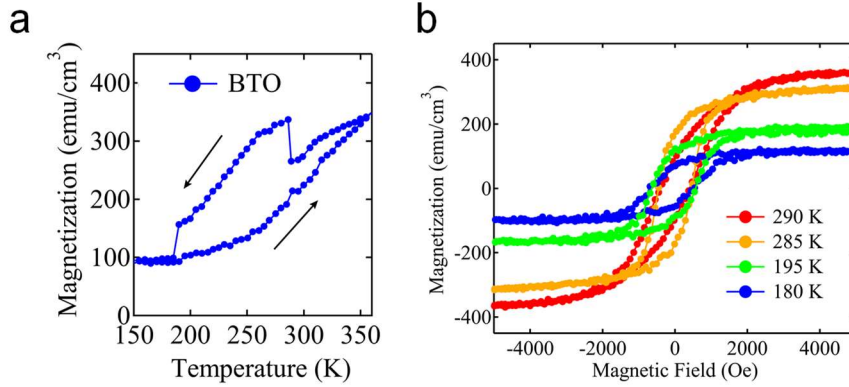 a
BTO
Magnetization (emu/cm³)
400
300
200
100
0
150 200 250 300 350
Temperature (K)
b
Magnetization (emu/cm³)
400
200
0
-200
-400
290 K
285 K
195 K
180 K
-4000 -2000 0 2000 4000
Magnetic Field (Oe)